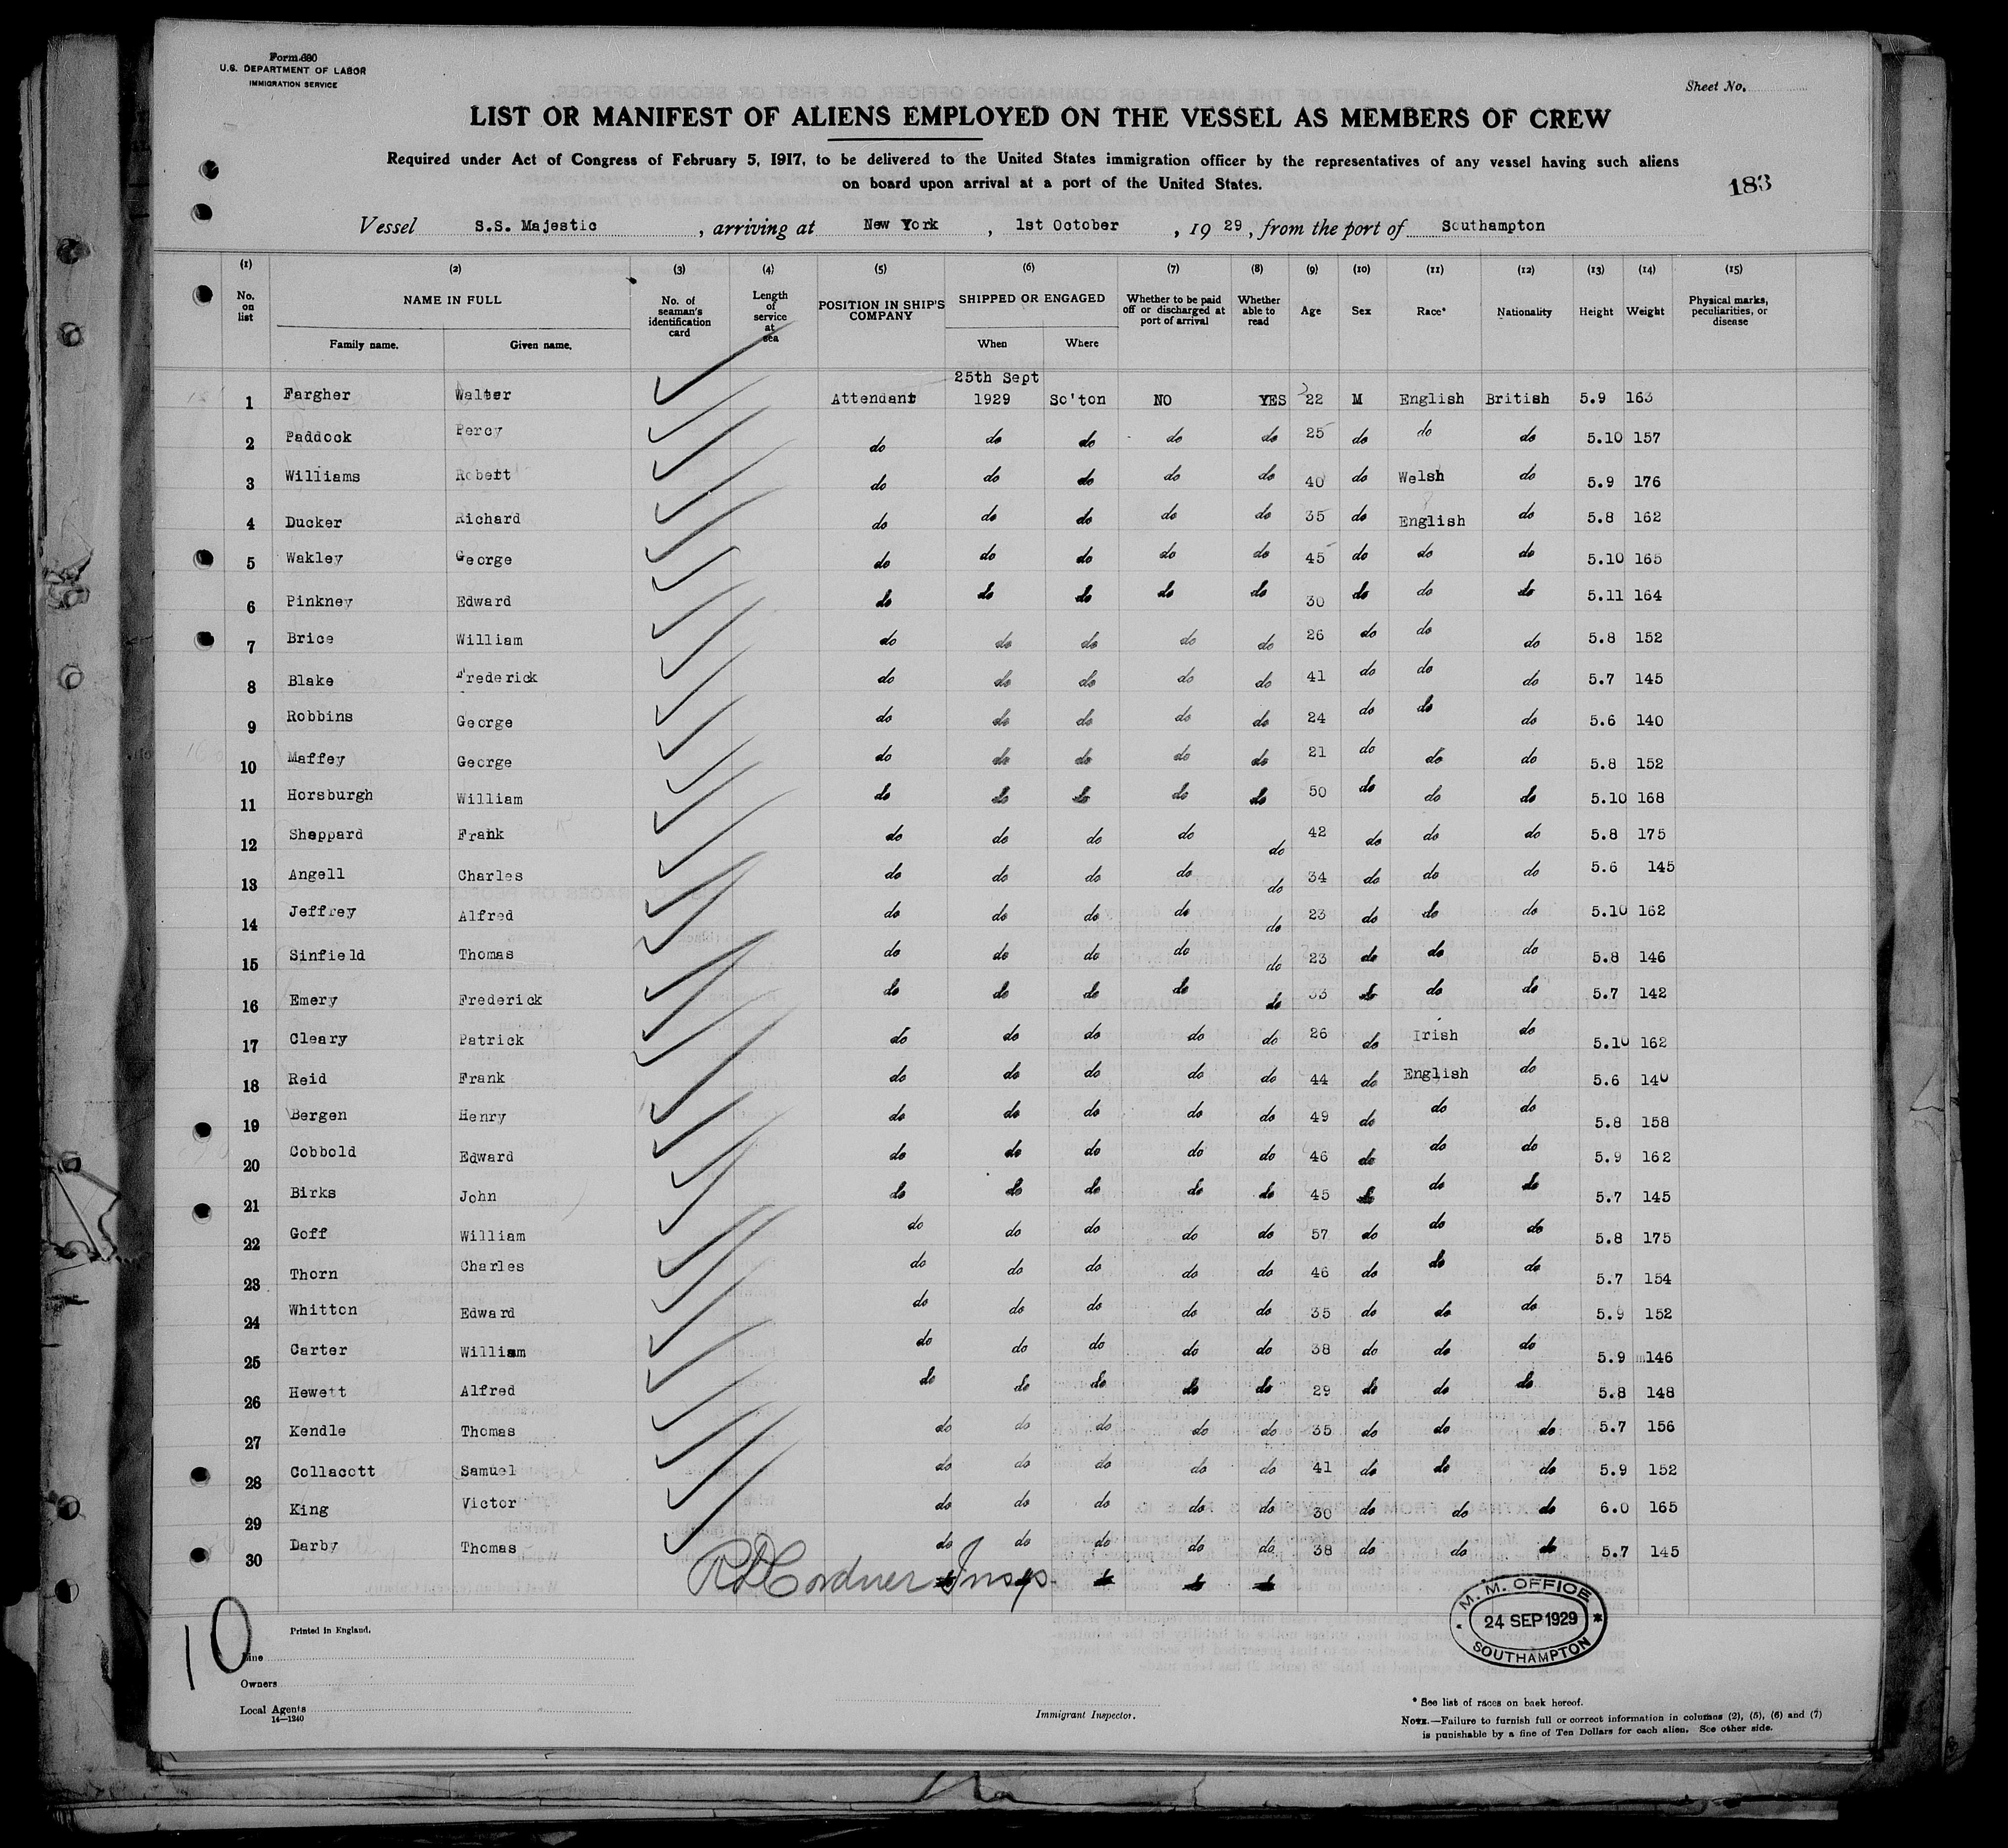 Form 680
U.S. DEPARTMENT OF LABOR
IMMIGRATION SERVICE
Sheet No.
LIST OR MANIFEST OF ALIENS EMPLOYED ON THE VESSEL AS MEMBERS OF CREW
Required under Act of Congress of February 5, 1917, to be delivered to the United States immigration officer by the representatives of any vessel having such aliens
on board upon arrival at a port of the United States.
183
Vessel S.S. Majestic, arriving at New York, 1st October, 19 29, from the port of Southampton
(1) (2) (3) (4) (5) (6) (7) (8) (9) (10) (11) (12) (13) (14) (15)
No. on list NAME IN FULL Family name. Given name. No. of seaman's identification card Length of service at sea POSITION IN SHIP'S COMPANY SHIPPED OR ENGAGED When Where Whether to be paid off or discharged at port of arrival Whether able to read Age Sex Race* Nationality Height Weight Physical marks, peculiarities, or disease
25th Sept
1 Fargher Walter Attendant 1929 So'ton NO YES 22 M English British 5.9 163
2 Paddock Percy do do do do do 25 do do do 5.10 157
3 Williams Robert do do do do do 40 do Welsh do 5.9 176
4 Ducker Richard do do do do do 35 do English do 5.8 162
5 Wakley George do do do do do 45 do do do 5.10 165
6 Pinkney Edward do do do do do 30 do do do 5.11 164
7 Brice William do do do do do 26 do do do 5.8 152
8 Blake Frederick do do do do do 41 do do do 5.7 145
9 Robbins George do do do do do 24 do do do 5.6 140
10 Maffey George do do do do do 21 do do do 5.8 152
11 Horsburgh William do do do do do 50 do do do 5.10 168
12 Sheppard Frank do do do do do 42 do do do 5.8 175
13 Angell Charles do do do do do 34 do do do 5.6 145
14 Jeffrey Alfred do do do do do 23 do do do 5.10 162
15 Sinfield Thomas do do do do do 23 do do do 5.8 146
16 Emery Frederick do do do do do 33 do do do 5.7 142
17 Cleary Patrick do do do do do 26 do Irish do 5.10 162
18 Reid Frank do do do do do 44 do English do 5.6 140
19 Bergen Henry do do do do do 49 do do do 5.8 158
20 Cobbold Edward do do do do do 46 do do do 5.9 162
21 Birks John do do do do do 45 do do do 5.7 145
22 Goff William do do do do do 57 do do do 5.8 175
23 Thorn Charles do do do do do 46 do do do 5.7 154
24 Whitton Edward do do do do do 35 do do do 5.9 152
25 Carter William do do do do do 38 do do do 5.9 146
26 Hewett Alfred do do do do do 29 do do do 5.8 148
27 Kendle Thomas do do do do do 35 do do do 5.7 156
28 Collacott Samuel do do do do do 41 do do do 5.9 152
29 King Victor do do do do do 30 do do do 6.0 165
30 Darby Thomas do do do do do 38 do do do 5.7 145
Cordner Insp.
M. M. OFFICE
24 SEP 1929
SOUTHAMPTON
10
Printed in England.
Line
Owners
Local Agents
14—1240
Immigrant Inspector.
* See list of races on back hereof.
NOTE.—Failure to furnish full or correct information in columns (2), (5), (6) and (7)
is punishable by a fine of Ten Dollars for each alien. See other side.